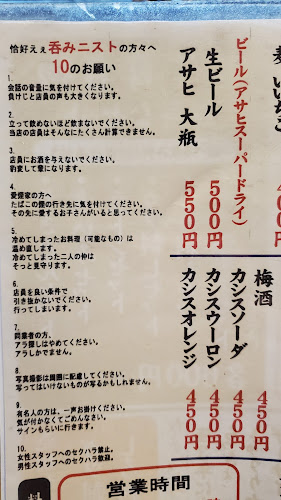 恰好えぇ呑みニストの方々へ
10のお願い
1.
会話の音量に気を付けてください。
負けじと店員の声も大きくなります。
2.
立って飲めないほど飲まないでください。
当店の店員はそんなにたくさん計算できません。
3.
店員にお酒を与えないでください。
豹変して輩になります。
4.
愛煙家の方へ
たばこの煙の行き先に気を付けてください。
その先に愛するお子さんがいると思ってください。
5.
冷めてしまったお料理（可能なもの）は
温め直します。
冷めてしまった二人の仲は
そっと見守ります。
6.
店員を良い条件で
引き抜かないでください。
行ってしまいます。
7.
同業者の方、
アラ探しはやめてください。
アラしかでません。
8.
写真撮影は周囲に配慮してください。
写ってはいけないものが写るかもしれません。
9.
有名人の方は、一声お掛けください。
気が付かなくてごめんなさい。
サインもらいに行きます。
10.
女性スタッフへのセクハラ禁止。
男性スタッフへのセクハラ歓迎。
いいちこ
ビール（アサヒスーパードライ）
生ビール 500円
アサヒ 大瓶 550円
梅酒 450円
カシスソーダ 450円
カシスウーロン 450円
カシスオレンジ 450円
営業時間